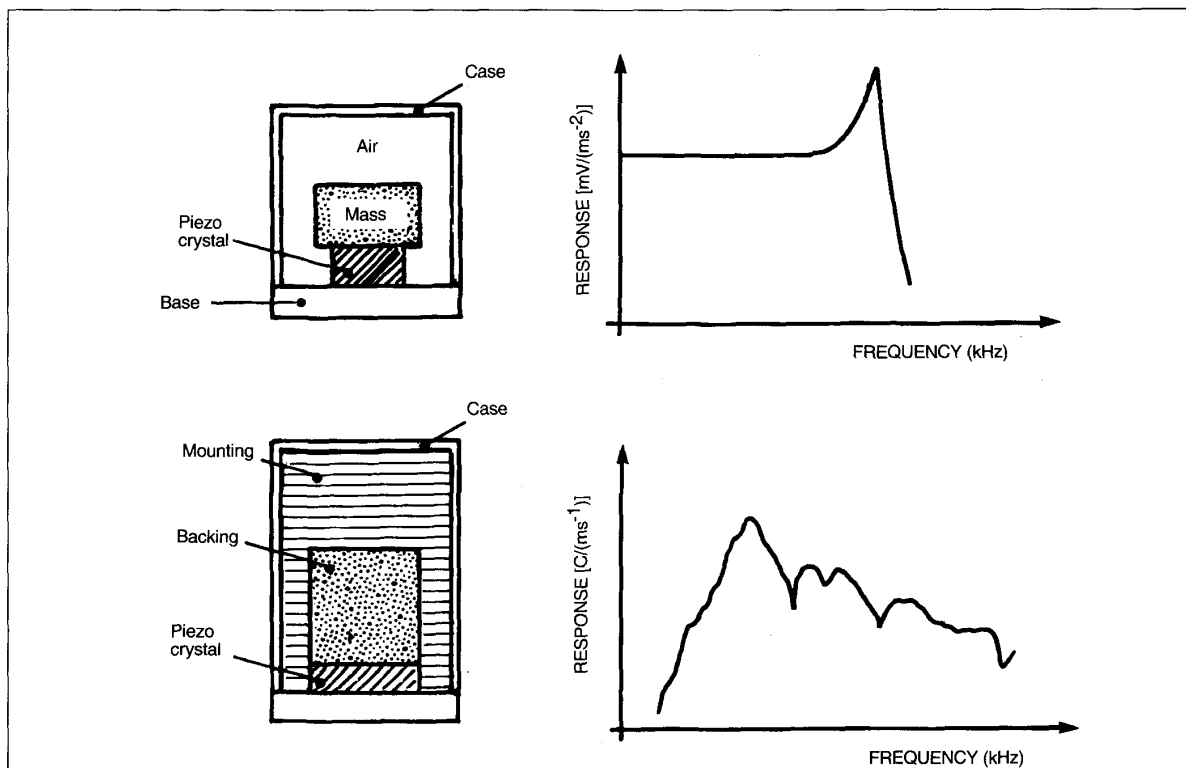 Case
Air
Mass
Piezo
crystal
Base
RESPONSE [mV/(ms⁻²)]
FREQUENCY (kHz)
Case
Mounting
Backing
Piezo
crystal
RESPONSE [C/(ms⁻¹)]
FREQUENCY (kHz)